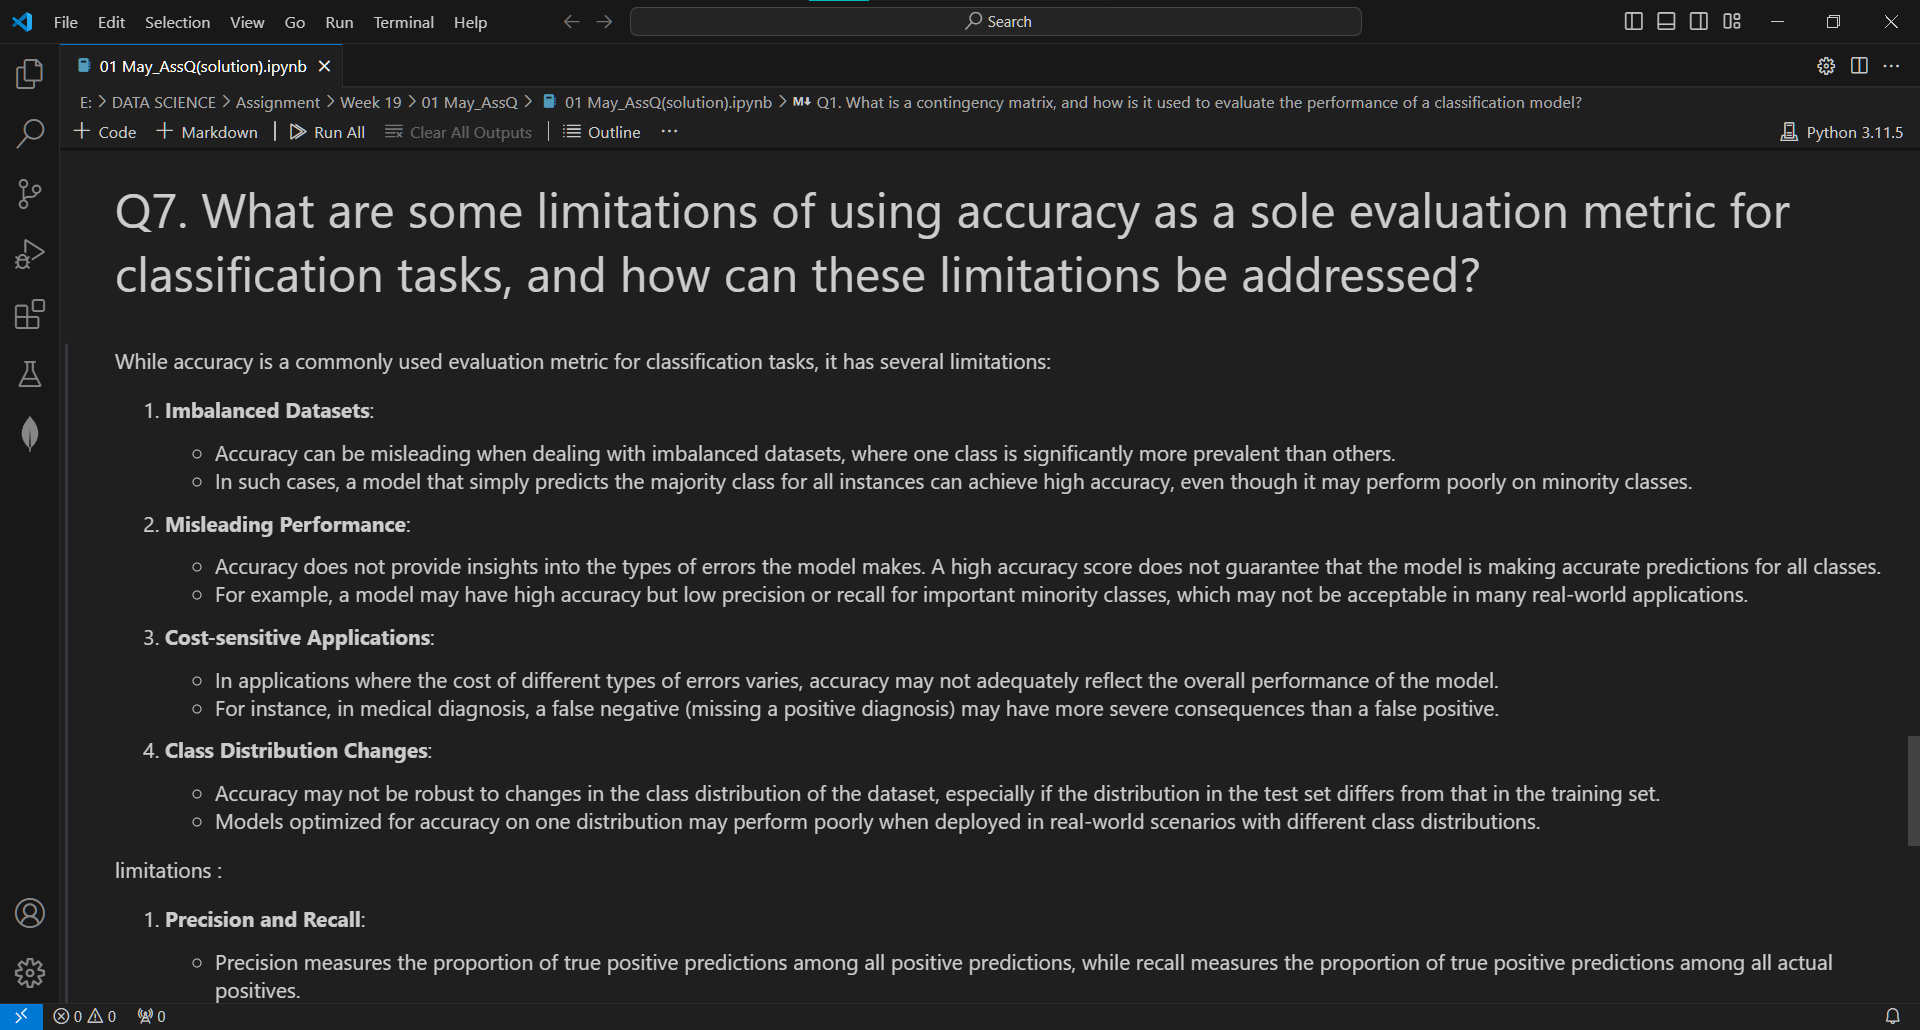 File Edit Selection View Go Run Terminal Help
Search
01 May_AssQ(solution).ipynb
E: > DATA SCIENCE > Assignment > Week 19 > 01 May_AssQ > 01 May_AssQ(solution).ipynb > M↓ Q1. What is a contingency matrix, and how is it used to evaluate the performance of a classification model?
+ Code + Markdown | Run All Clear All Outputs | Outline ...
Python 3.11.5
Q7. What are some limitations of using accuracy as a sole evaluation metric for
classification tasks, and how can these limitations be addressed?
While accuracy is a commonly used evaluation metric for classification tasks, it has several limitations:
1. Imbalanced Datasets:
○ Accuracy can be misleading when dealing with imbalanced datasets, where one class is significantly more prevalent than others.
○ In such cases, a model that simply predicts the majority class for all instances can achieve high accuracy, even though it may perform poorly on minority classes.
2. Misleading Performance:
○ Accuracy does not provide insights into the types of errors the model makes. A high accuracy score does not guarantee that the model is making accurate predictions for all classes.
○ For example, a model may have high accuracy but low precision or recall for important minority classes, which may not be acceptable in many real-world applications.
3. Cost-sensitive Applications:
○ In applications where the cost of different types of errors varies, accuracy may not adequately reflect the overall performance of the model.
○ For instance, in medical diagnosis, a false negative (missing a positive diagnosis) may have more severe consequences than a false positive.
4. Class Distribution Changes:
○ Accuracy may not be robust to changes in the class distribution of the dataset, especially if the distribution in the test set differs from that in the training set.
○ Models optimized for accuracy on one distribution may perform poorly when deployed in real-world scenarios with different class distributions.
limitations :
1. Precision and Recall:
○ Precision measures the proportion of true positive predictions among all positive predictions, while recall measures the proportion of true positive predictions among all actual
positives.
0 0 0